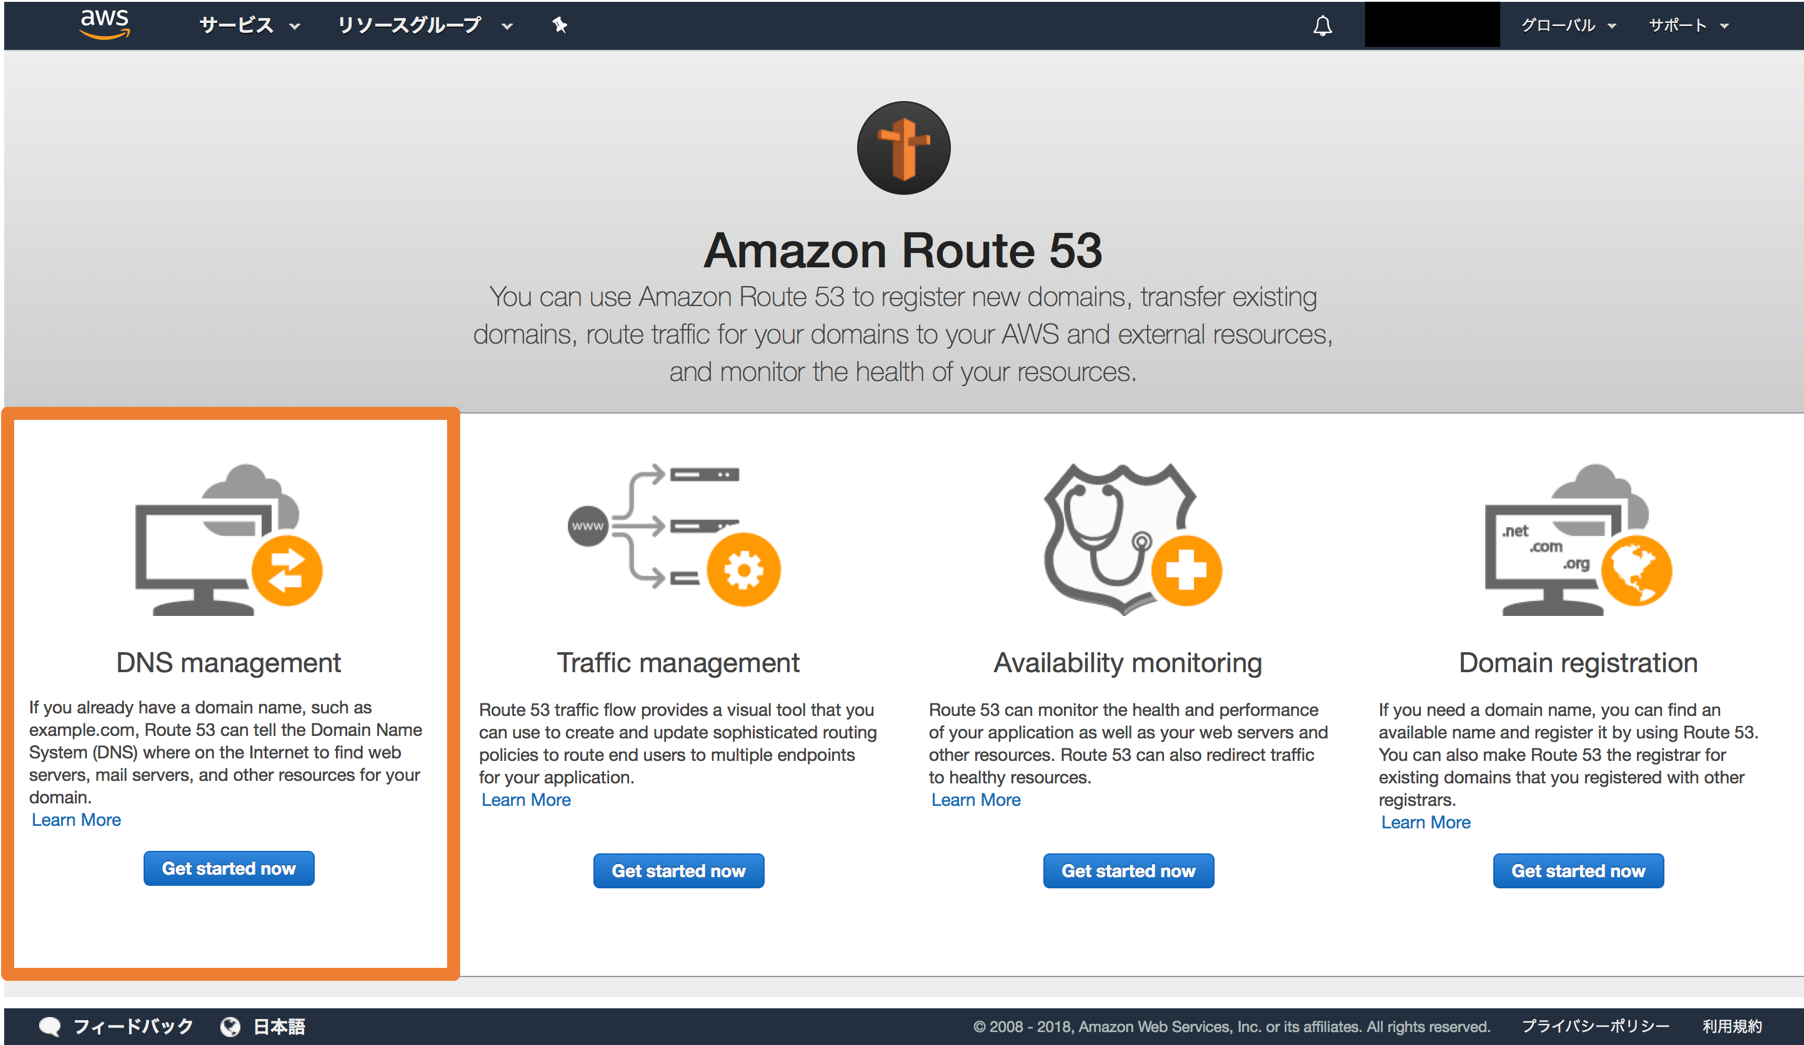 aws
サービス
リソースグループ
グローバル
サポート
Amazon Route 53
You can use Amazon Route 53 to register new domains, transfer existing
domains, route traffic for your domains to your AWS and external resources,
and monitor the health of your resources.
DNS management
If you already have a domain name, such as
example.com, Route 53 can tell the Domain Name
System (DNS) where on the Internet to find web
servers, mail servers, and other resources for your
domain.
Learn More
Get started now
www
Traffic management
Route 53 traffic flow provides a visual tool that you
can use to create and update sophisticated routing
policies to route end users to multiple endpoints
for your application.
Learn More
Get started now
Availability monitoring
Route 53 can monitor the health and performance
of your application as well as your web servers and
other resources. Route 53 can also redirect traffic
to healthy resources.
Learn More
Get started now
.net
.com
.org
Domain registration
If you need a domain name, you can find an
available name and register it by using Route 53.
You can also make Route 53 the registrar for
existing domains that you registered with other
registrars.
Learn More
Get started now
フィードバック
日本語
© 2008 - 2018, Amazon Web Services, Inc. or its affiliates. All rights reserved.
プライバシーポリシー
利用規約